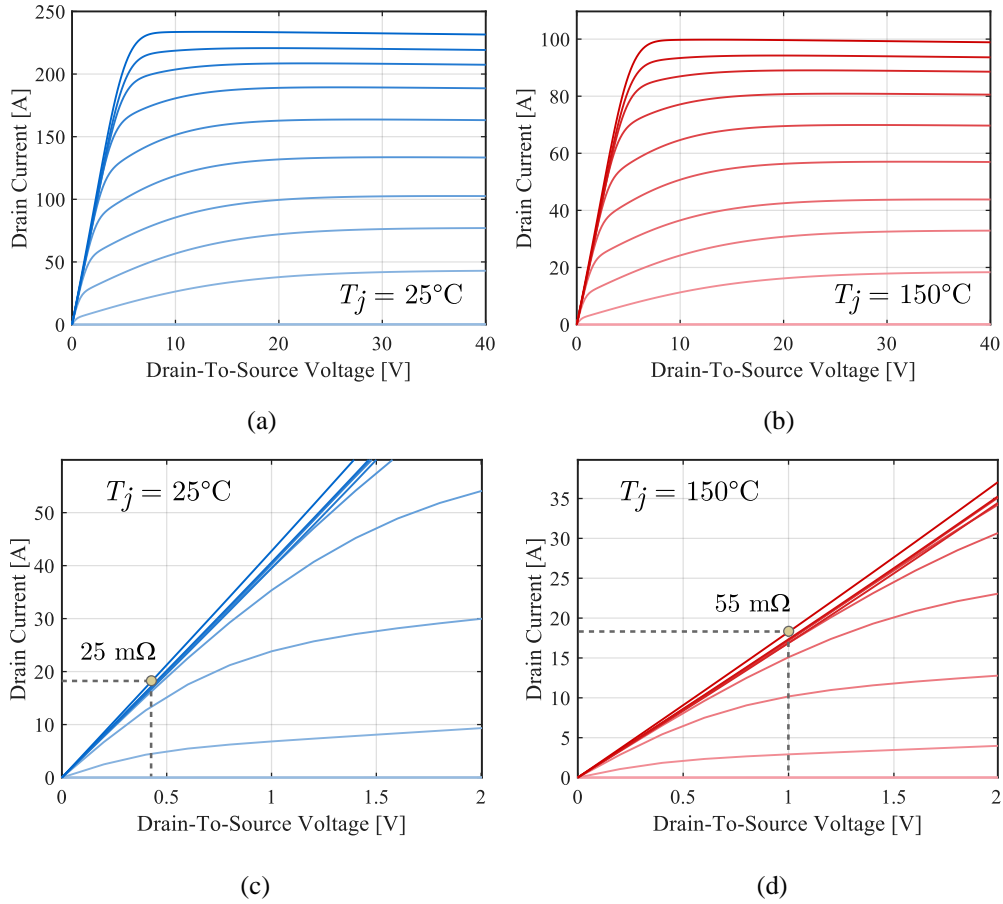 250
200
150
100
50
0
Drain Current [A]
0
10
20
30
40
Drain-To-Source Voltage [V]
T_j = 25°C
(a)
100
80
60
40
20
0
Drain Current [A]
0
10
20
30
40
Drain-To-Source Voltage [V]
T_j = 150°C
(b)
50
40
30
20
10
0
Drain Current [A]
T_j = 25°C
25 mΩ
0
0.5
1
1.5
2
Drain-To-Source Voltage [V]
(c)
35
30
25
20
15
10
5
0
Drain Current [A]
T_j = 150°C
55 mΩ
0
0.5
1
1.5
2
Drain-To-Source Voltage [V]
(d)